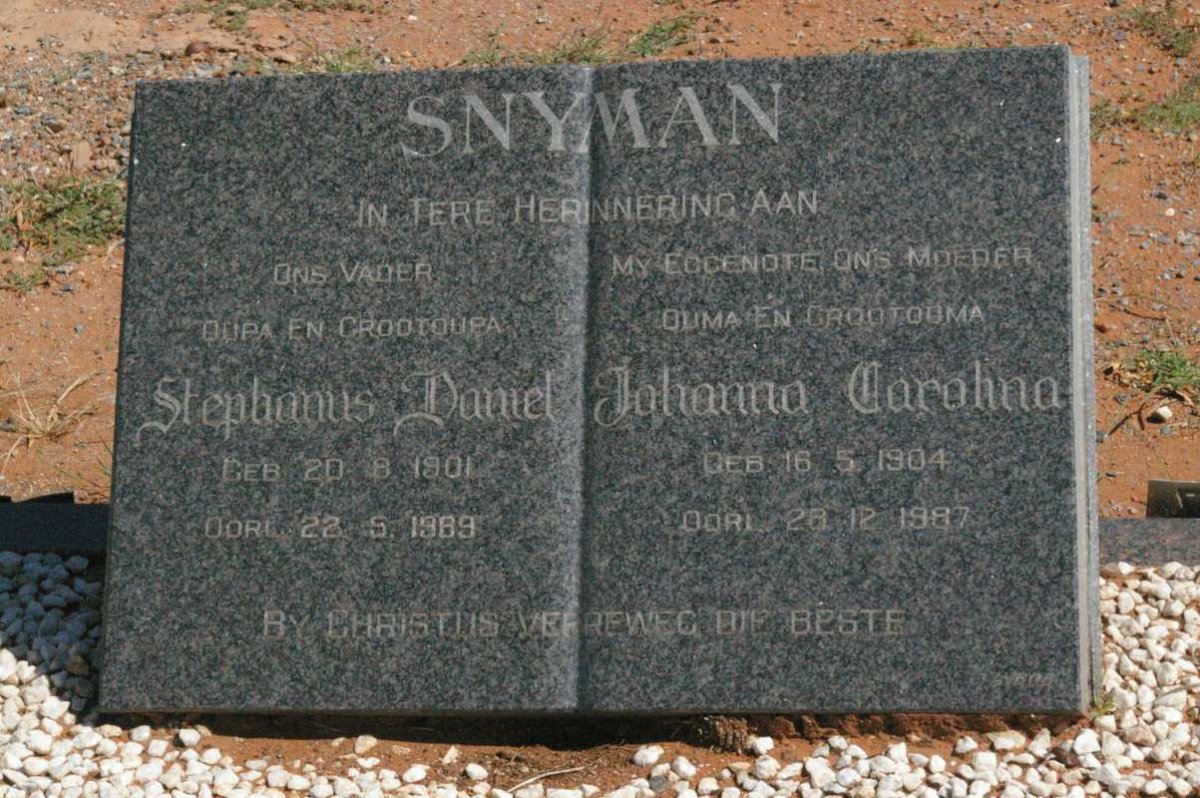 SNYMAN
IN TERE HERINNERING AAN
ONS VADER
OUPA EN GROOTOUPA
Stephanus Daniel
GEB 20 8 1901
OORL. 22 5 1989
MY EGGENOTE, ONS MOEDER
OUMA EN GROOTOUMA
Johanna Carolina
GEB 16 5 1904
OORL. 28 12 1987
BY CHRISTUS VERREWEG DIE BESTE